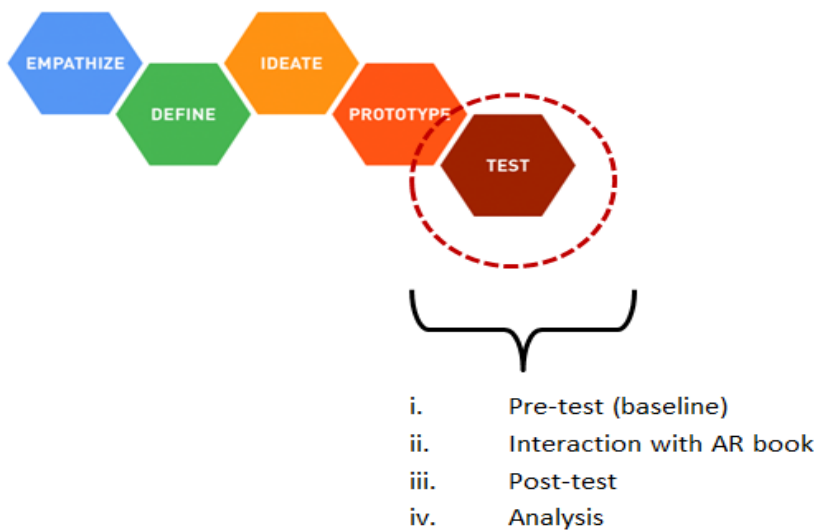 EMPATHIZE
DEFINE
IDEATE
PROTOTYPE
TEST
i. Pre-test (baseline)
ii. Interaction with AR book
iii. Post-test
iv. Analysis